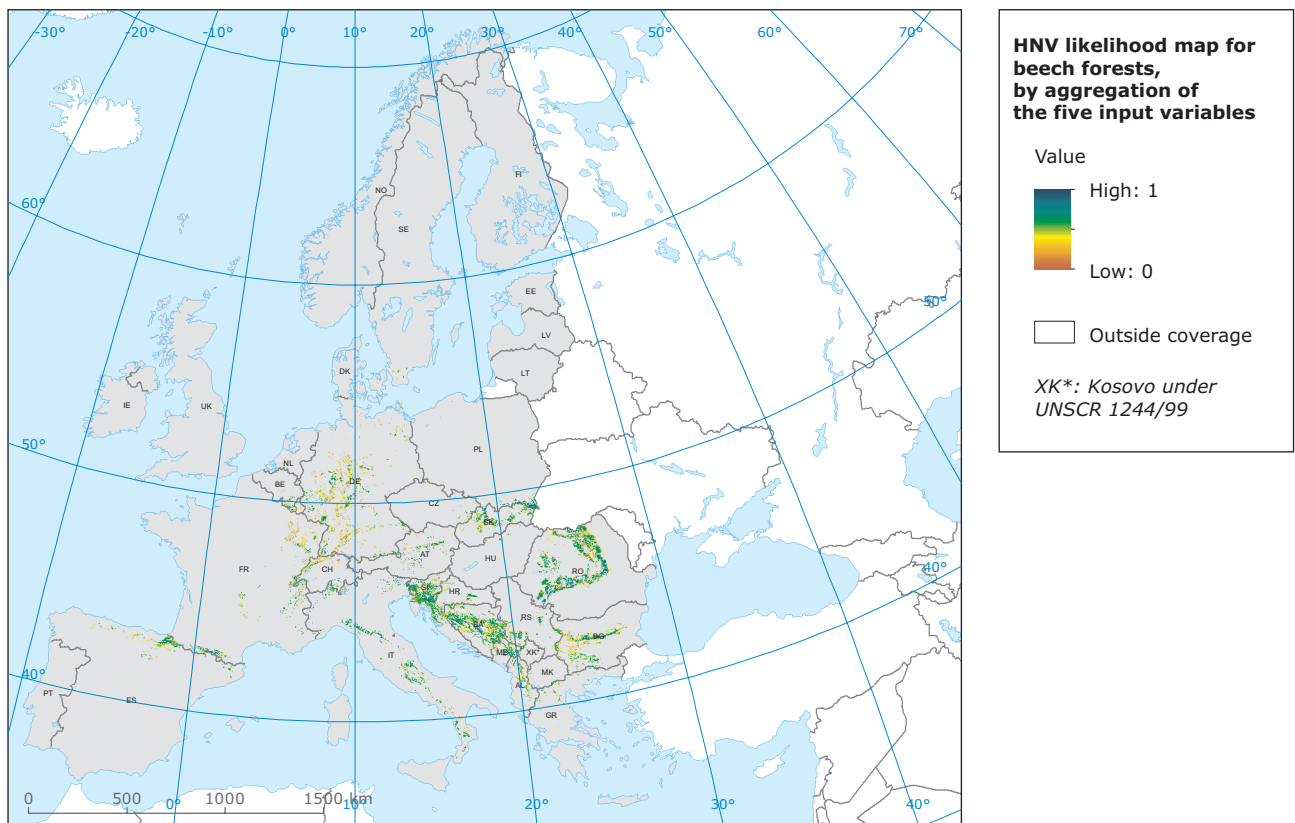 -30° -20° -10° 0° 10° 20° 30° 40° 50° 60° 70°
60°
50°
40°
50°
40°
NO
SE
FI
EE
LV
LT
DK
IE
UK
NL
BE
DE
PL
CZ
SK
FR
CH
AT
HU
RO
SI
HR
BA
RS
BG
ME
XK*
MK
AL
IT
GR
PT
ES
0 500 1000 1500 km
0° 10° 20° 30° 40°
HNV likelihood map for
beech forests,
by aggregation of
the five input variables
Value
High: 1
Low: 0
Outside coverage
XK*: Kosovo under
UNSCR 1244/99